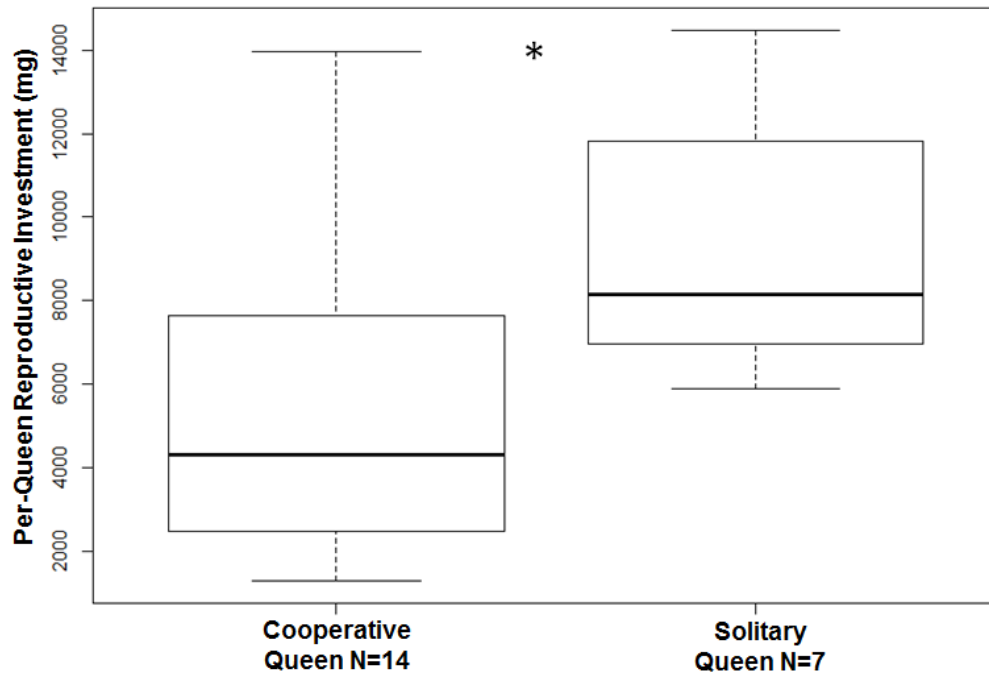 Per-Queen Reproductive Investment (mg)
14000
12000
10000
8000
6000
4000
2000
*
Cooperative
Queen N=14
Solitary
Queen N=7